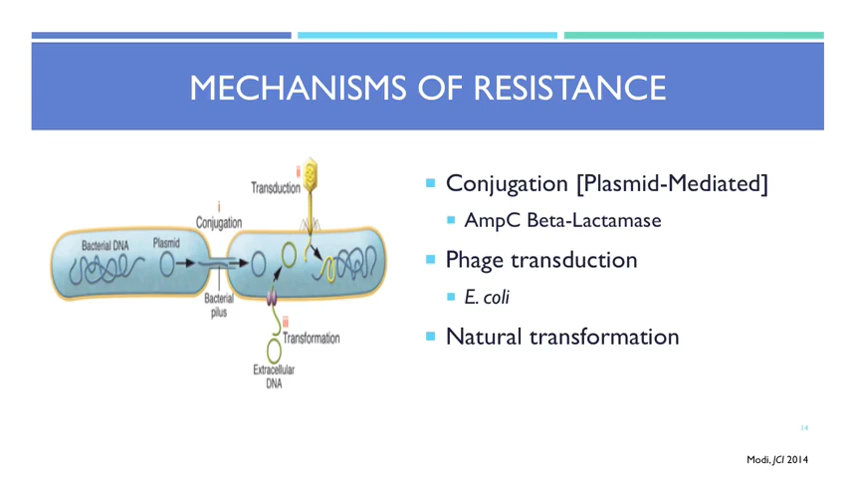 MECHANISMS OF RESISTANCE
ii
Transduction
i
Conjugation
Bacterial DNA
Plasmid
Bacterial
pilus
iii
Transformation
Extracellular
DNA
Conjugation [Plasmid-Mediated]
AmpC Beta-Lactamase
Phage transduction
E. coli
Natural transformation
14
Modi, JCI 2014